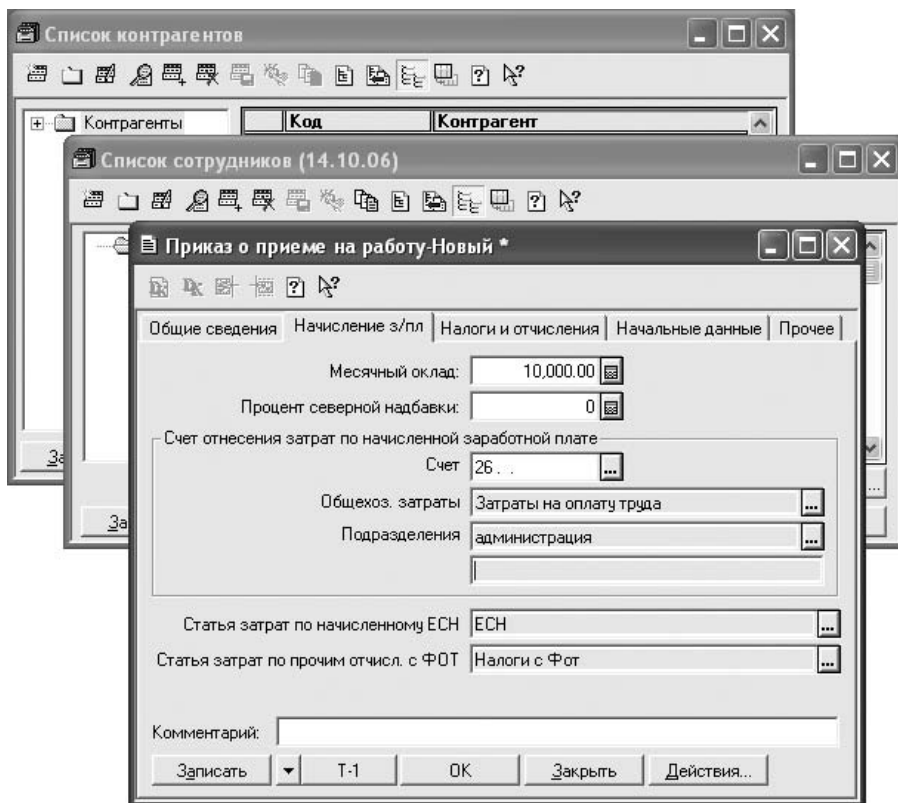 Список контрагентов
Контрагенты
Код
Контрагент
Список сотрудников (14.10.06)
Приказ о приеме на работу-Новый *
Общие сведения Начисление з/пл Налоги и отчисления Начальные данные Прочее
Месячный оклад: 10,000.00
Процент северной надбавки: 0
Счет отнесения затрат по начисленной заработной плате
Счет 26 . . ...
Общехоз. затраты Затраты на оплату труда ...
Подразделения администрация ...
Статья затрат по начисленному ЕСН ЕСН ...
Статья затрат по прочим отчисл. с ФОТ Налоги с Фот ...
Комментарий:
Записать Т-1 OK Закрыть Действия...
За
За
...